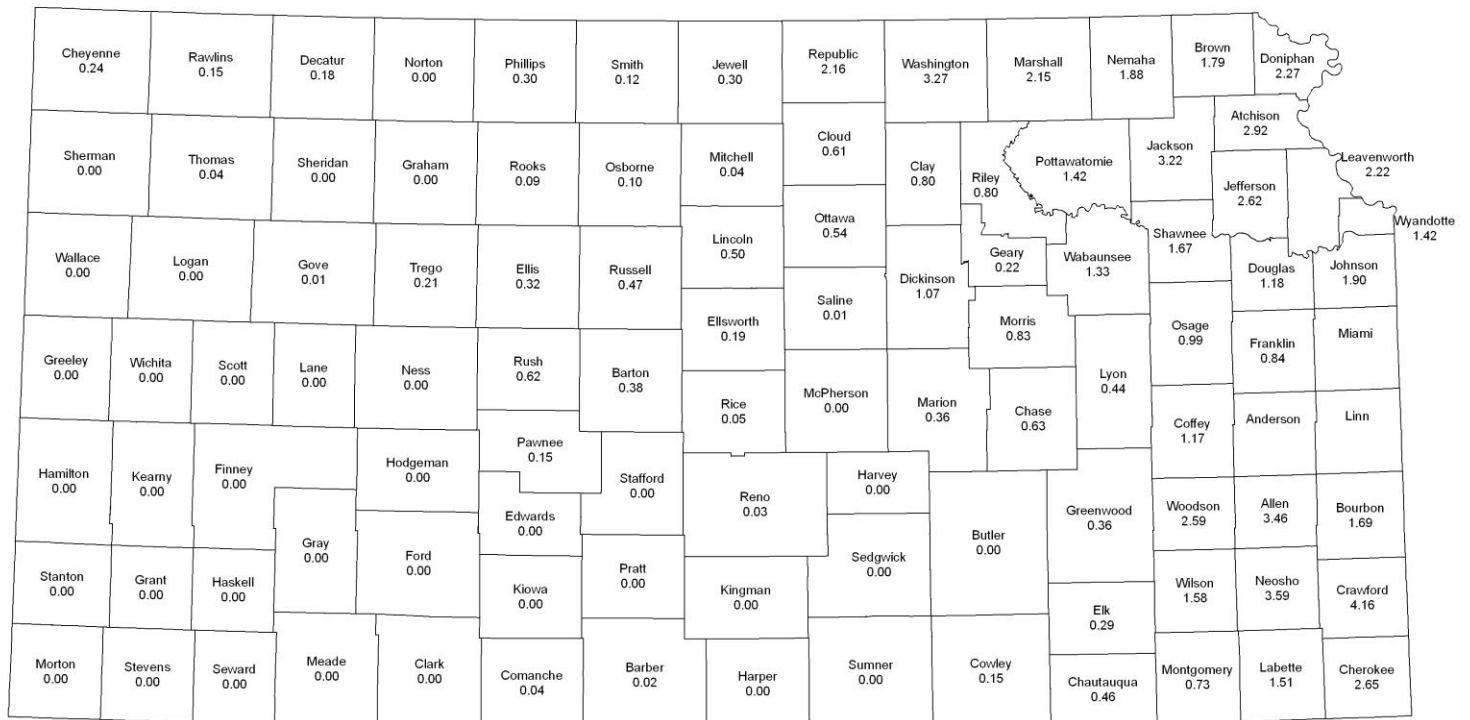 Cheyenne
0.24
Rawlins
0.15
Decatur
0.18
Norton
0.00
Phillips
0.30
Smith
0.12
Jewell
0.30
Republic
2.16
Washington
3.27
Marshall
2.15
Nemaha
1.88
Brown
1.79
Doniphan
2.27
Sherman
0.00
Thomas
0.04
Sheridan
0.00
Graham
0.00
Rooks
0.09
Osborne
0.10
Mitchell
0.04
Cloud
0.61
Clay
0.80
Riley
0.80
Pottawatomie
1.42
Jackson
3.22
Atchison
2.92
Jefferson
2.62
Leavenworth
2.22
Wyandotte
1.42
Wallace
0.00
Logan
0.00
Gove
0.01
Trego
0.21
Ellis
0.32
Russell
0.47
Lincoln
0.50
Ottawa
0.54
Saline
0.01
Dickinson
1.07
Geary
0.22
Wabaunsee
1.33
Shawnee
1.67
Douglas
1.18
Johnson
1.90
Ellsworth
0.19
Morris
0.83
Osage
0.99
Franklin
0.84
Miami
Greeley
0.00
Wichita
0.00
Scott
0.00
Lane
0.00
Ness
0.00
Rush
0.62
Barton
0.38
Rice
0.05
McPherson
0.00
Marion
0.36
Chase
0.63
Lyon
0.44
Coffey
1.17
Anderson
Linn
Hamilton
0.00
Kearny
0.00
Finney
0.00
Hodgeman
0.00
Pawnee
0.15
Stafford
0.00
Reno
0.03
Harvey
0.00
Gray
0.00
Ford
0.00
Edwards
0.00
Sedgwick
0.00
Butler
0.00
Greenwood
0.36
Woodson
2.59
Allen
3.46
Bourbon
1.69
Stanton
0.00
Grant
0.00
Haskell
0.00
Kiowa
0.00
Pratt
0.00
Kingman
0.00
Elk
0.29
Wilson
1.58
Neosho
3.59
Crawford
4.16
Morton
0.00
Stevens
0.00
Seward
0.00
Meade
0.00
Clark
0.00
Comanche
0.04
Barber
0.02
Harper
0.00
Sumner
0.00
Cowley
0.15
Chautauqua
0.46
Montgomery
0.73
Labette
1.51
Cherokee
2.65